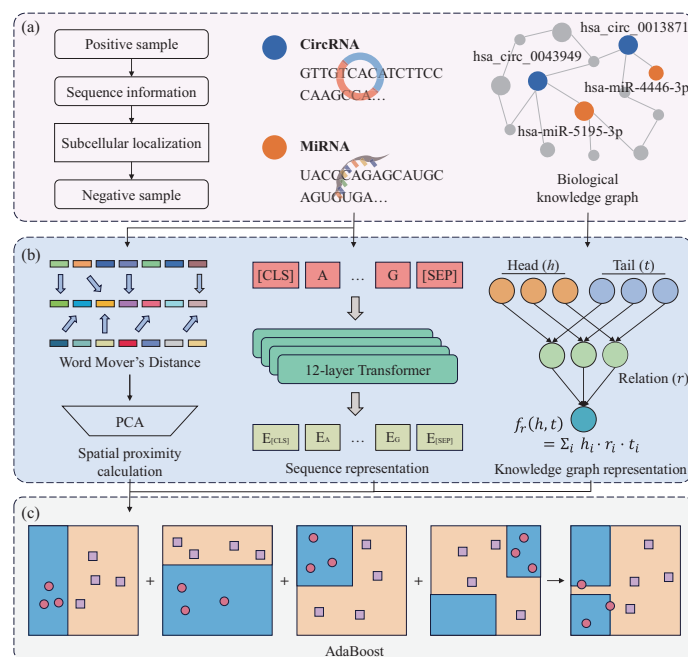 (a)
Positive sample
Sequence information
Subcellular localization
Negative sample
CircRNA
GTTGTCACATCTTCC
CAAGCCA...
MiRNA
UACGCAGAGCAUGC
AGUGUGA...
hsa_circ_0013871
hsa_circ_0043949
hsa-miR-4446-3p
hsa-miR-5195-3p
Biological
knowledge graph
(b)
Word Mover's Distance
PCA
Spatial proximity
calculation
[CLS] A ... G [SEP]
12-layer Transformer
E[CLS] EA ... EG E[SEP]
Sequence representation
Head (h) Tail (t)
Relation (r)
fr(h, t)
= Σi hi · ri · ti
Knowledge graph representation
(c)
+ + +
AdaBoost